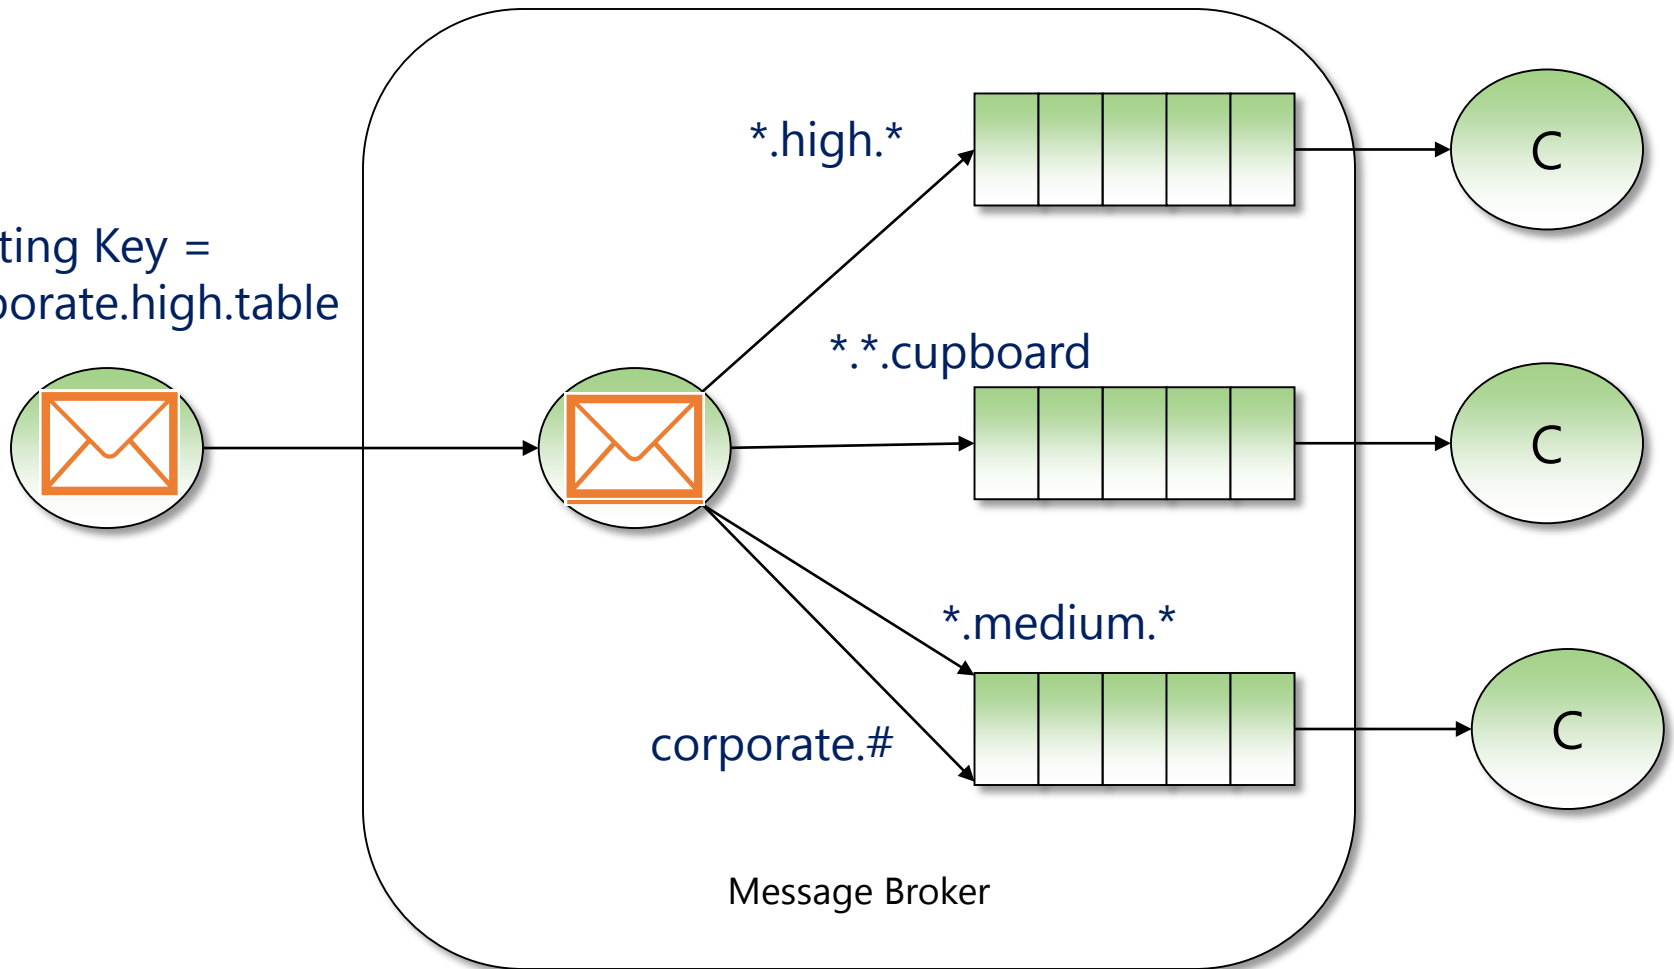 *.high.*
C
ting Key =
porate.high.table
*.*.cupboard
C
*.medium.*
corporate.#
C
Message Broker